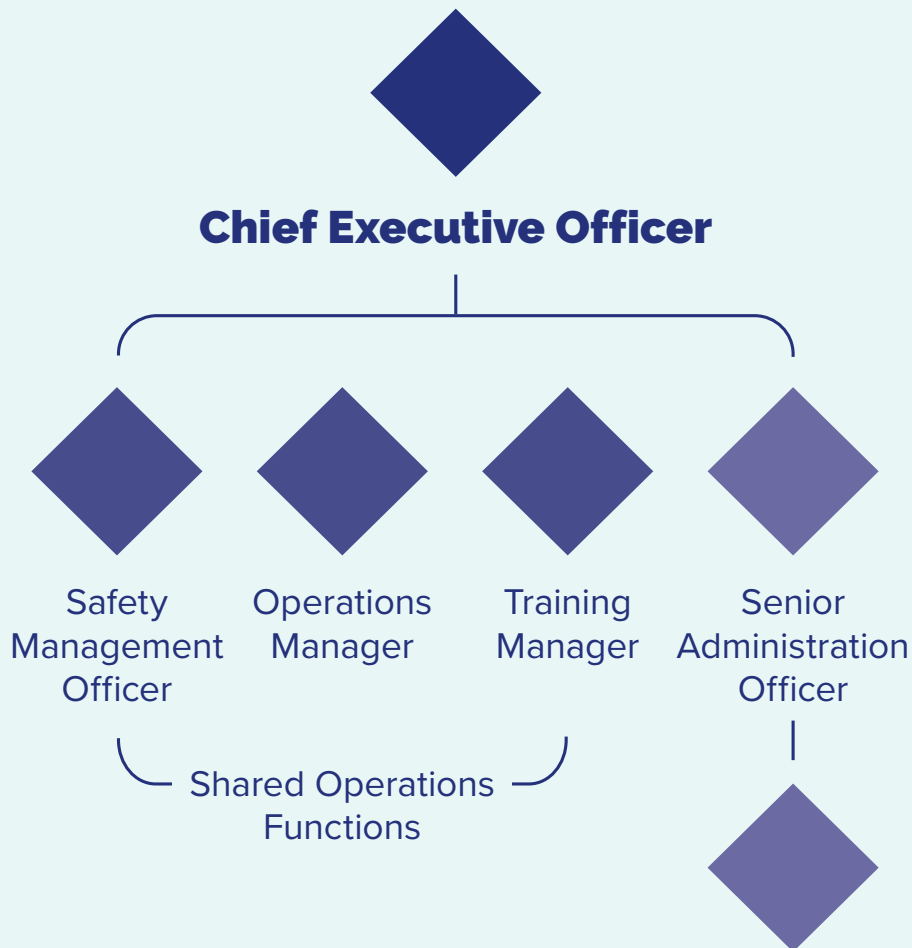 Chief Executive Officer
Safety
Management
Officer
Operations
Manager
Training
Manager
Senior
Administration
Officer
Shared Operations
Functions